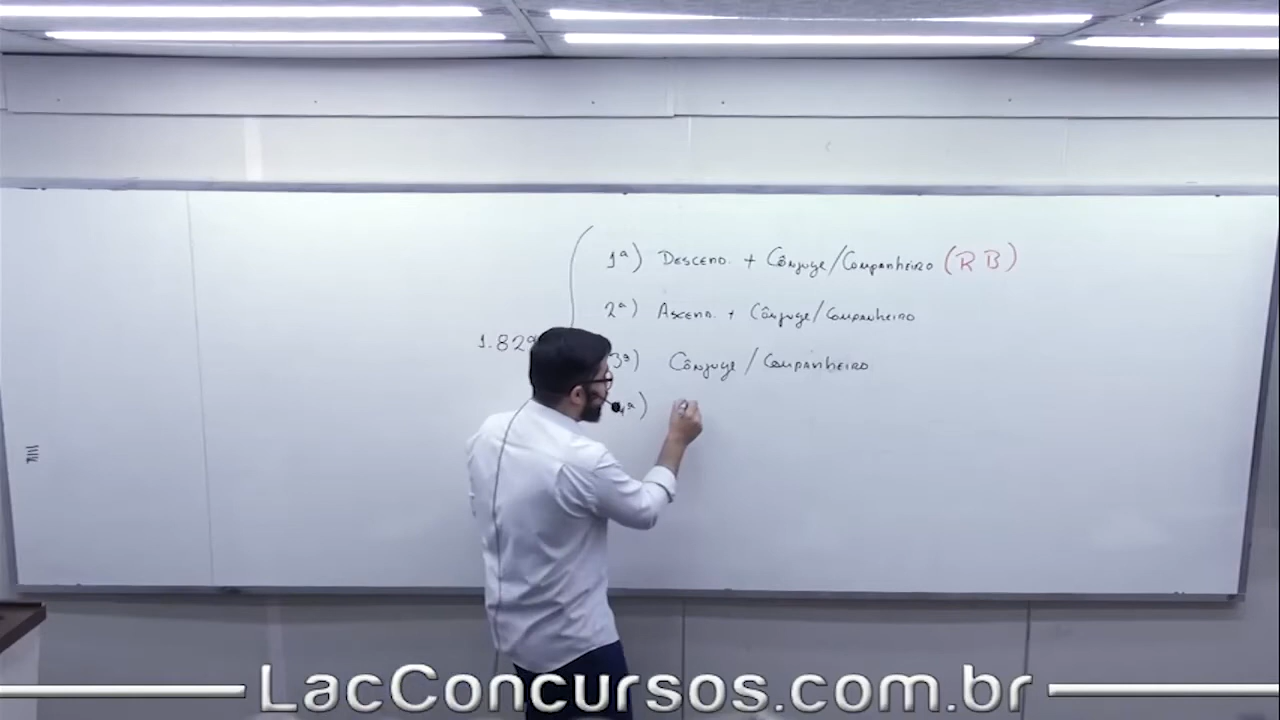 1ª) Descend. + Cônjuge/Companheiro (RB)
2ª) Ascend. + Cônjuge/Companheiro
1.829
3ª) Cônjuge / Companheiro
4ª)
LacConcursos.com.br